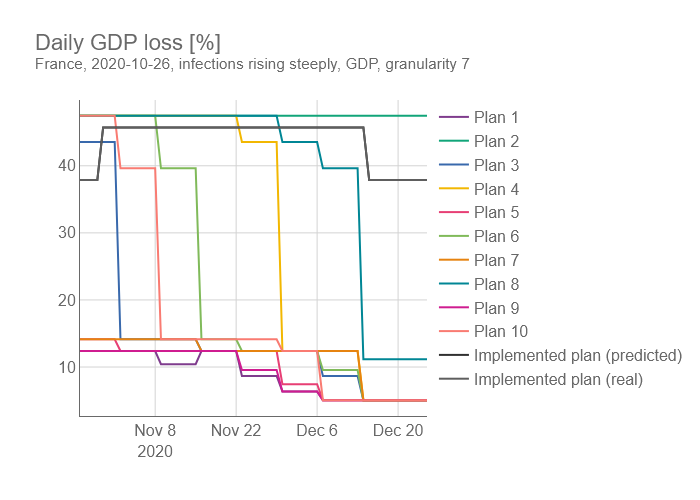 Daily GDP loss [%]
France, 2020-10-26, infections rising steeply, GDP, granularity 7
40
30
20
10
Nov 8
2020
Nov 22
Dec 6
Dec 20
Plan 1
Plan 2
Plan 3
Plan 4
Plan 5
Plan 6
Plan 7
Plan 8
Plan 9
Plan 10
Implemented plan (predicted)
Implemented plan (real)